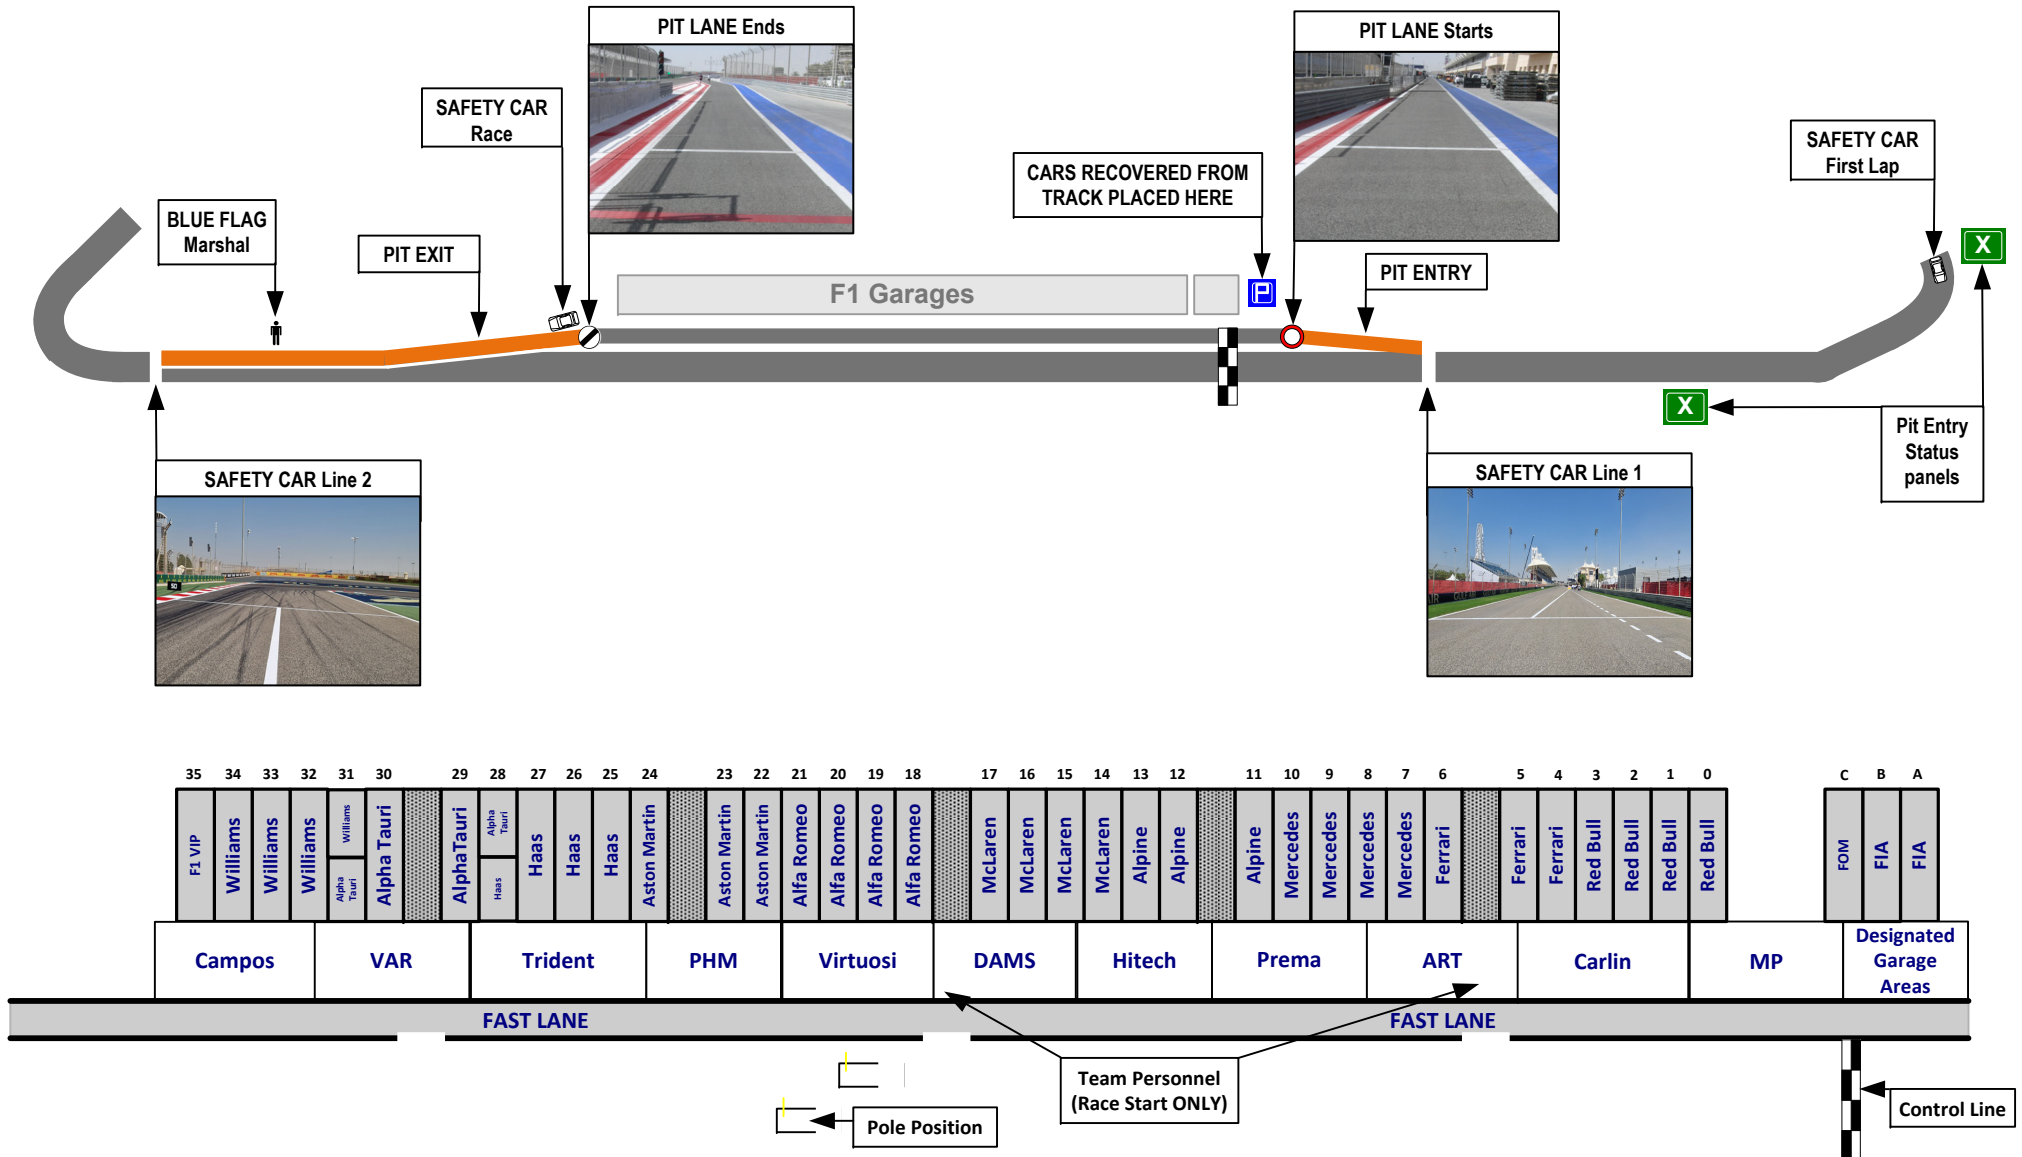 PIT LANE Ends
PIT LANE Starts
SAFETY CAR
Race
SAFETY CAR
First Lap
CARS RECOVERED FROM
TRACK PLACED HERE
BLUE FLAG
Marshal
PIT EXIT
PIT ENTRY
X
F1 Garages
P
X
Pit Entry
Status
panels
SAFETY CAR Line 2
SAFETY CAR Line 1
35 34 33 32 31 30 29 28 27 26 25 24 23 22 21 20 19 18 17 16 15 14 13 12 11 10 9 8 7 6 5 4 3 2 1 0 C B A
F1 VIP
Williams
Williams
Williams
Williams
Alpha
Tauri
Alpha Tauri
AlphaTauri
Alpha
Tauri
Haas
Haas
Haas
Haas
Aston Martin
Aston Martin
Aston Martin
Alfa Romeo
Alfa Romeo
Alfa Romeo
Alfa Romeo
McLaren
McLaren
McLaren
McLaren
Alpine
Alpine
Alpine
Mercedes
Mercedes
Mercedes
Mercedes
Ferrari
Ferrari
Ferrari
Red Bull
Red Bull
Red Bull
Red Bull
FOM
FIA
FIA
Campos VAR Trident PHM Virtuosi DAMS Hitech Prema ART Carlin MP
Designated
Garage
Areas
FAST LANE FAST LANE
Team Personnel
(Race Start ONLY)
Pole Position
Control Line